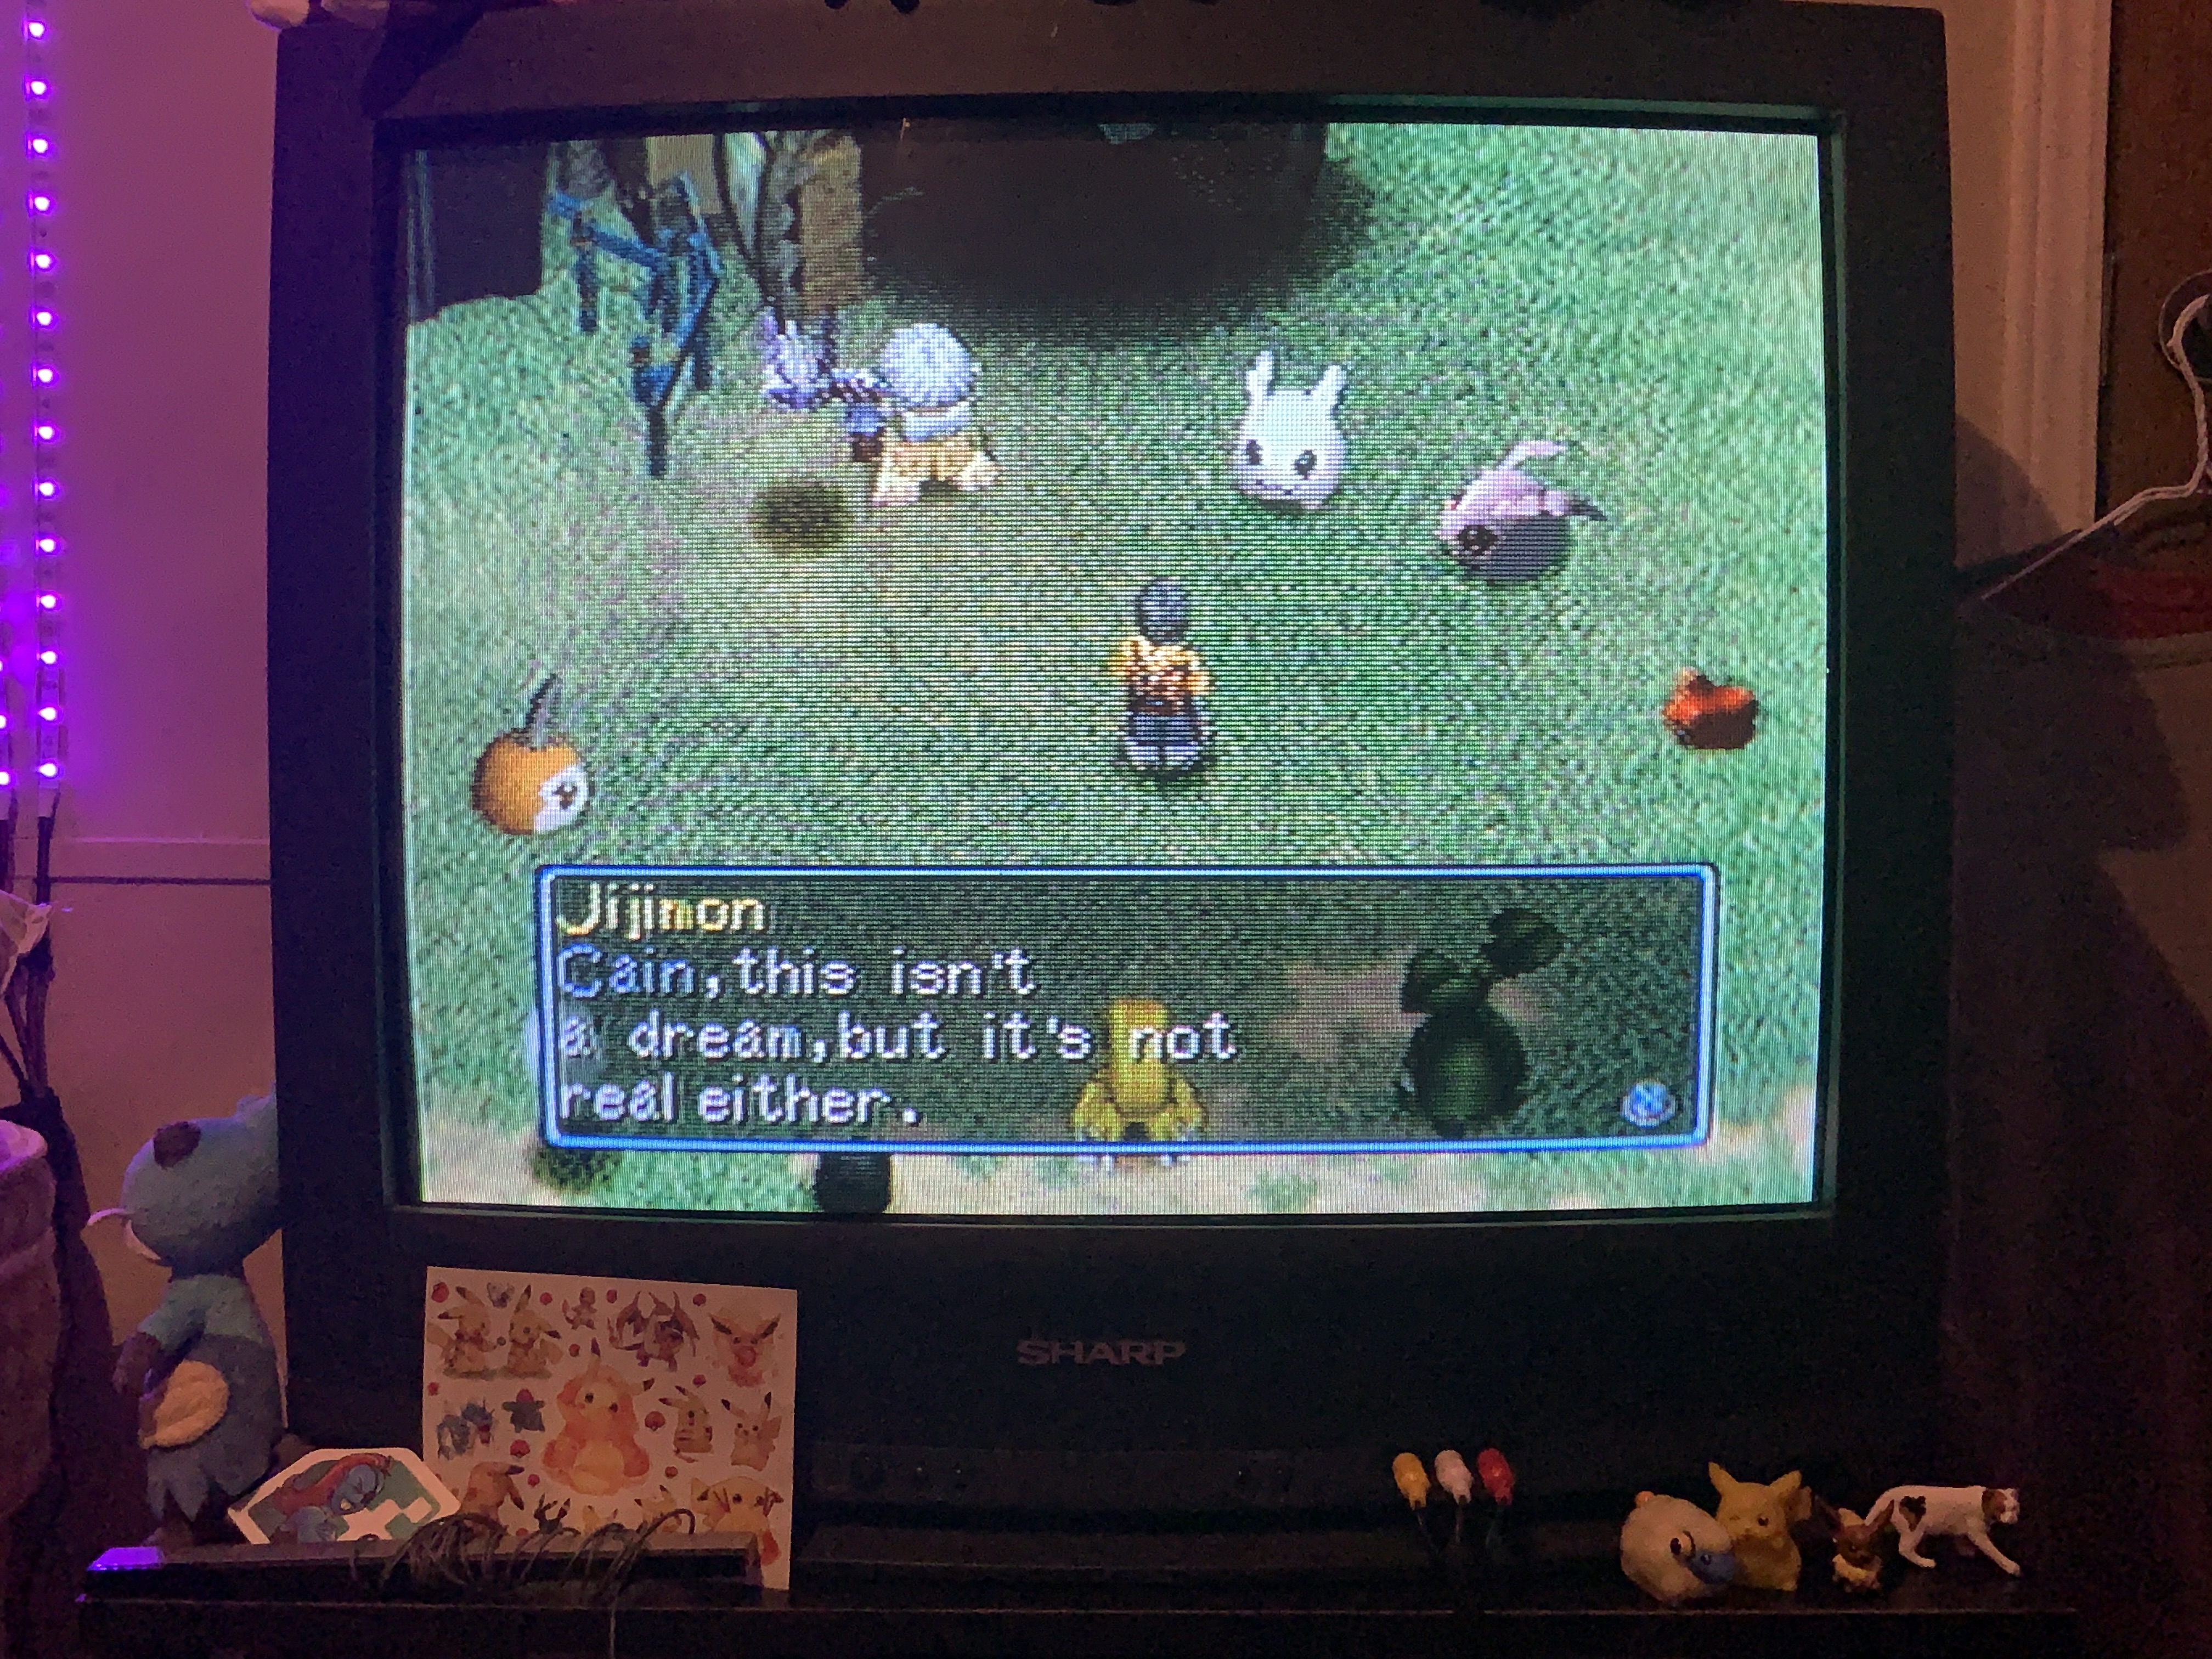 Jijimon
Cain,this isn't
a dream,but it's not
real either.
SHARP